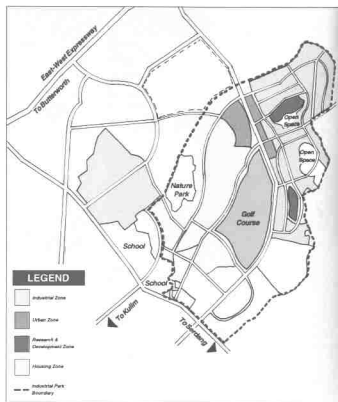 East-West Expressway
To Butterworth
Open
Space
Open
Space
Nature
Park
Golf
Course
School
School
To Kulim
To Serdang
LEGEND
Industrial Zone
Urban Zone
Research &
Development Zone
Housing Zone
Industrial Park
Boundary